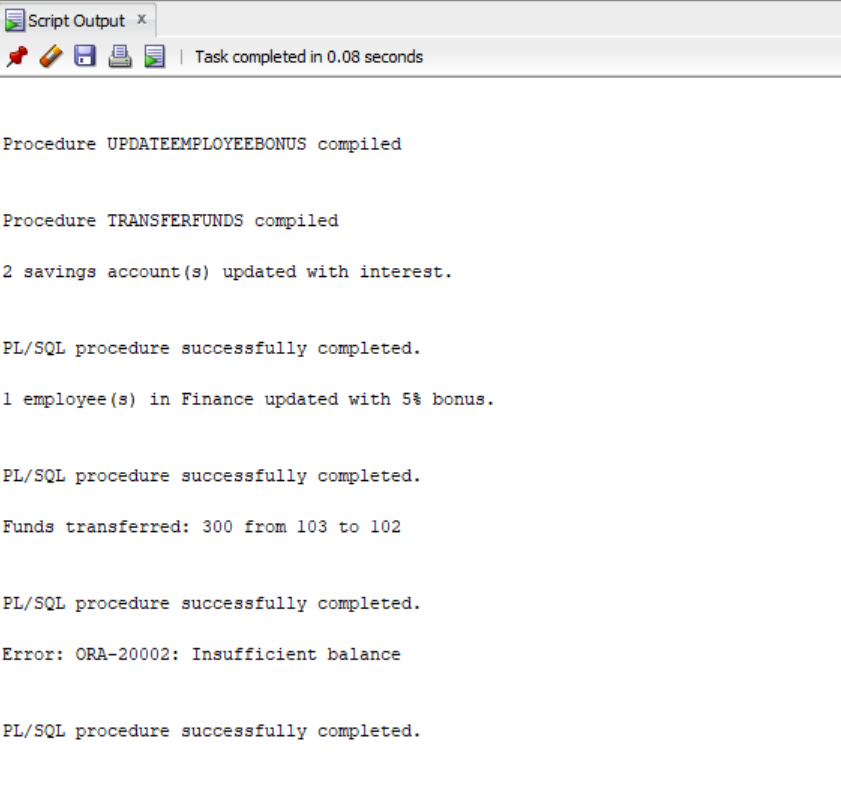 Script Output x
Task completed in 0.08 seconds
Procedure UPDATEEMPLOYEEBONUS compiled
Procedure TRANSFERFUNDS compiled
2 savings account(s) updated with interest.
PL/SQL procedure successfully completed.
1 employee(s) in Finance updated with 5% bonus.
PL/SQL procedure successfully completed.
Funds transferred: 300 from 103 to 102
PL/SQL procedure successfully completed.
Error: ORA-20002: Insufficient balance
PL/SQL procedure successfully completed.